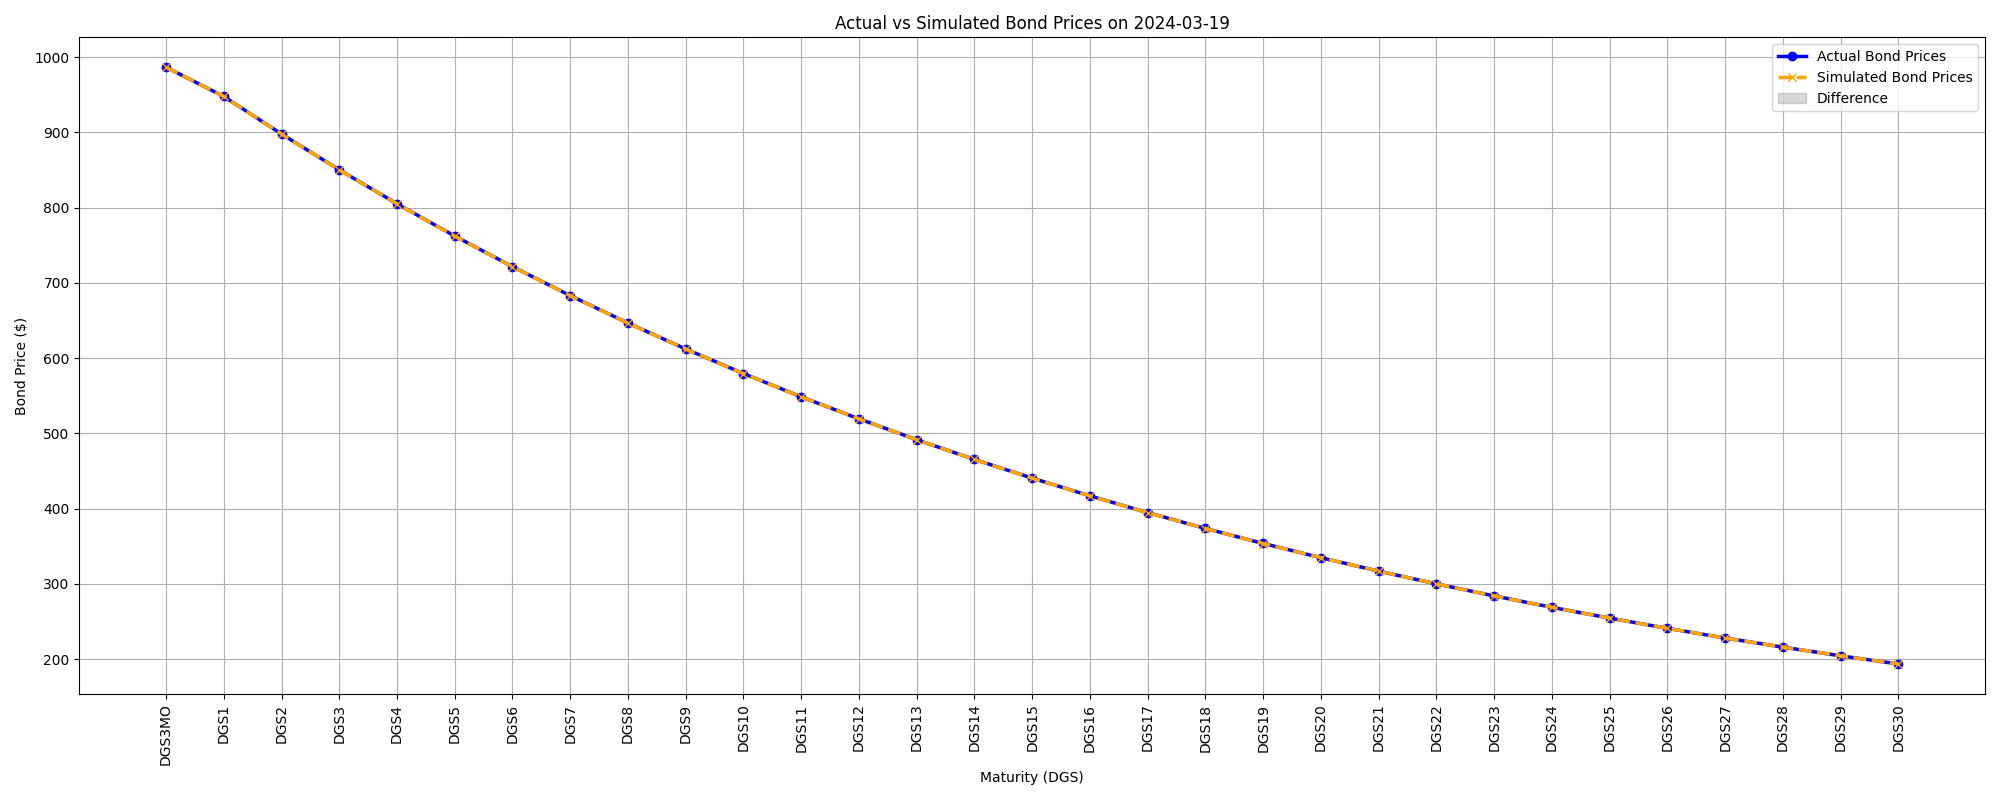 Actual vs Simulated Bond Prices on 2024-03-19
Actual Bond Prices
Simulated Bond Prices
Difference
Bond Price ($)
1000
900
800
700
600
500
400
300
200
DGS3MO
DGS1
DGS2
DGS3
DGS4
DGS5
DGS6
DGS7
DGS8
DGS9
DGS10
DGS11
DGS12
DGS13
DGS14
DGS15
DGS16
DGS17
DGS18
DGS19
DGS20
DGS21
DGS22
DGS23
DGS24
DGS25
DGS26
DGS27
DGS28
DGS29
DGS30
Maturity (DGS)